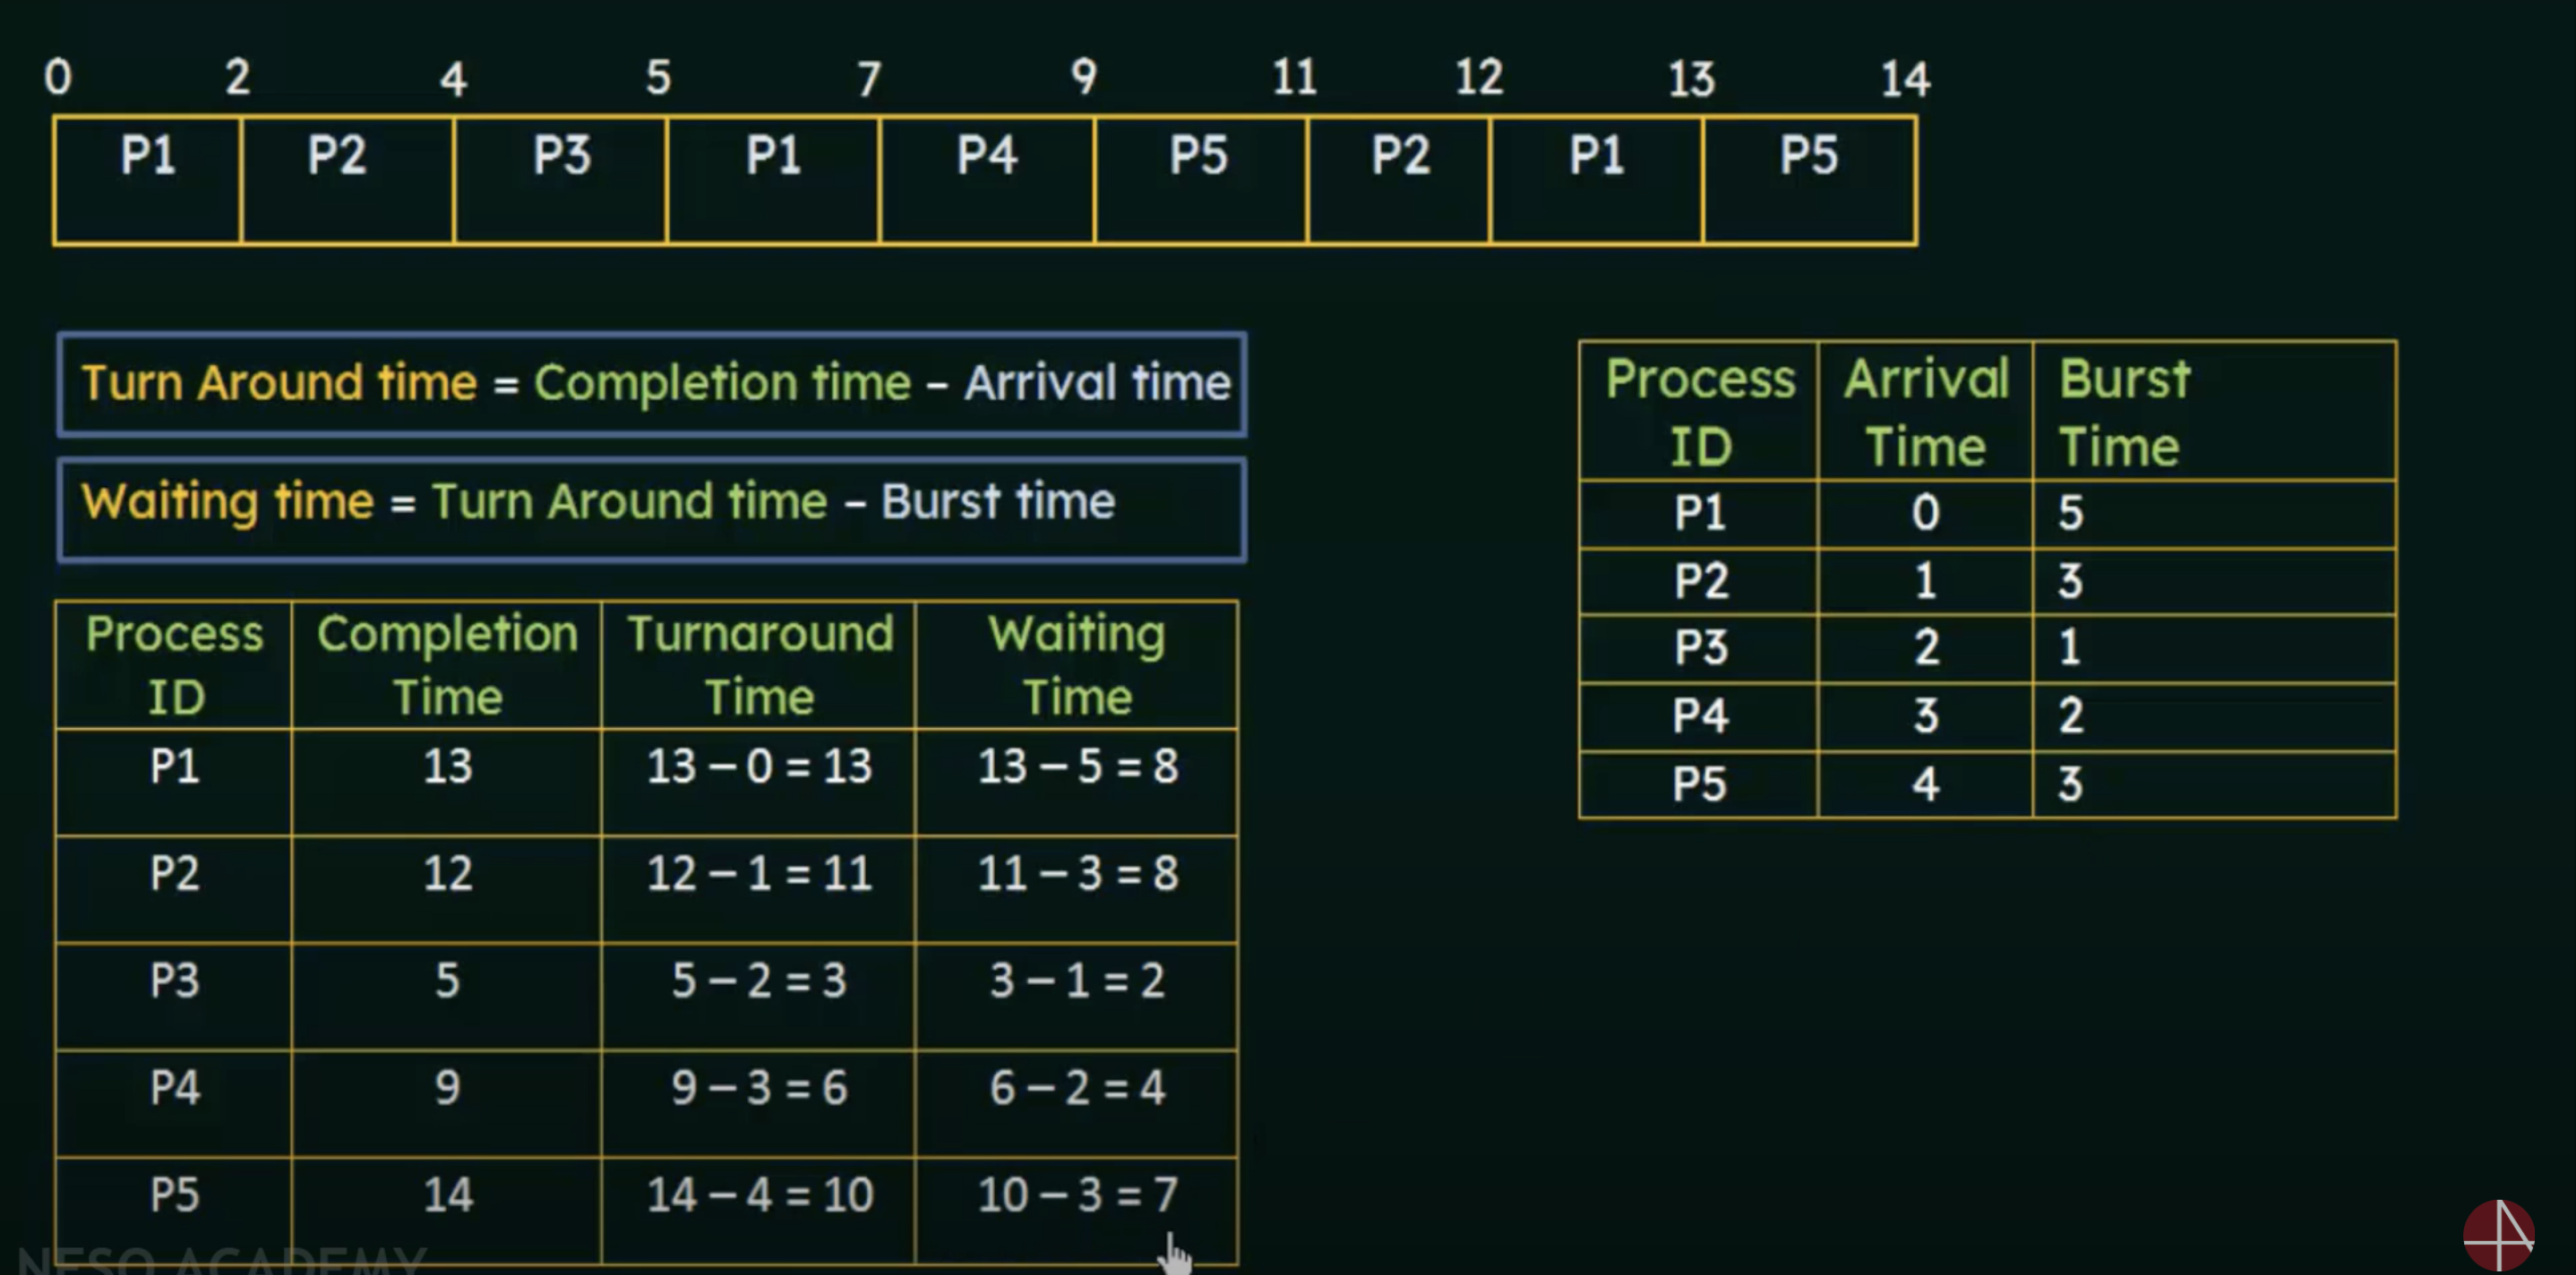 0 2 4 5 7 9 11 12 13 14
P1 P2 P3 P1 P4 P5 P2 P1 P5
Turn Around time = Completion time – Arrival time
Waiting time = Turn Around time – Burst time
Process ID Completion Time Turnaround Time Waiting Time
P1 13 13 – 0 = 13 13 – 5 = 8
P2 12 12 – 1 = 11 11 – 3 = 8
P3 5 5 – 2 = 3 3 – 1 = 2
P4 9 9 – 3 = 6 6 – 2 = 4
P5 14 14 – 4 = 10 10 – 3 = 7
Process ID Arrival Time Burst Time
P1 0 5
P2 1 3
P3 2 1
P4 3 2
P5 4 3
NESO ACADEMY